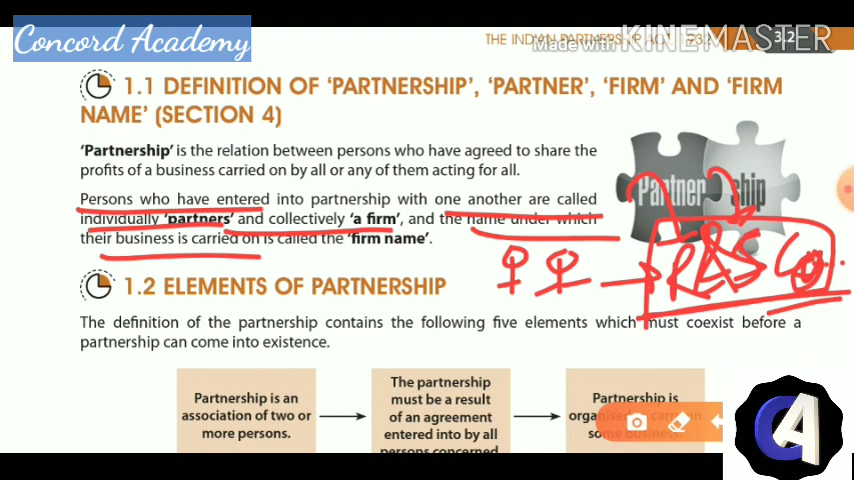 Concord Academy
THE INDIAN PARTNERSHIP ACT, 1932
3.2
Made with KINEMASTER
1.1 DEFINITION OF ‘PARTNERSHIP’, ‘PARTNER’, ‘FIRM’ AND ‘FIRM
NAME’ (SECTION 4)
‘Partnership’ is the relation between persons who have agreed to share the
profits of a business carried on by all or any of them acting for all.
Persons who have entered into partnership with one another are called
individually ‘partners’ and collectively ‘a firm’, and the name under which
their business is carried on is called the ‘firm name’.
Partner ship
R&S Co.
1.2 ELEMENTS OF PARTNERSHIP
The definition of the partnership contains the following five elements which must coexist before a
partnership can come into existence.
Partnership is an
association of two or
more persons.
The partnership
must be a result
of an agreement
entered into by all
persons concerned
Partnership is
some business.
CA